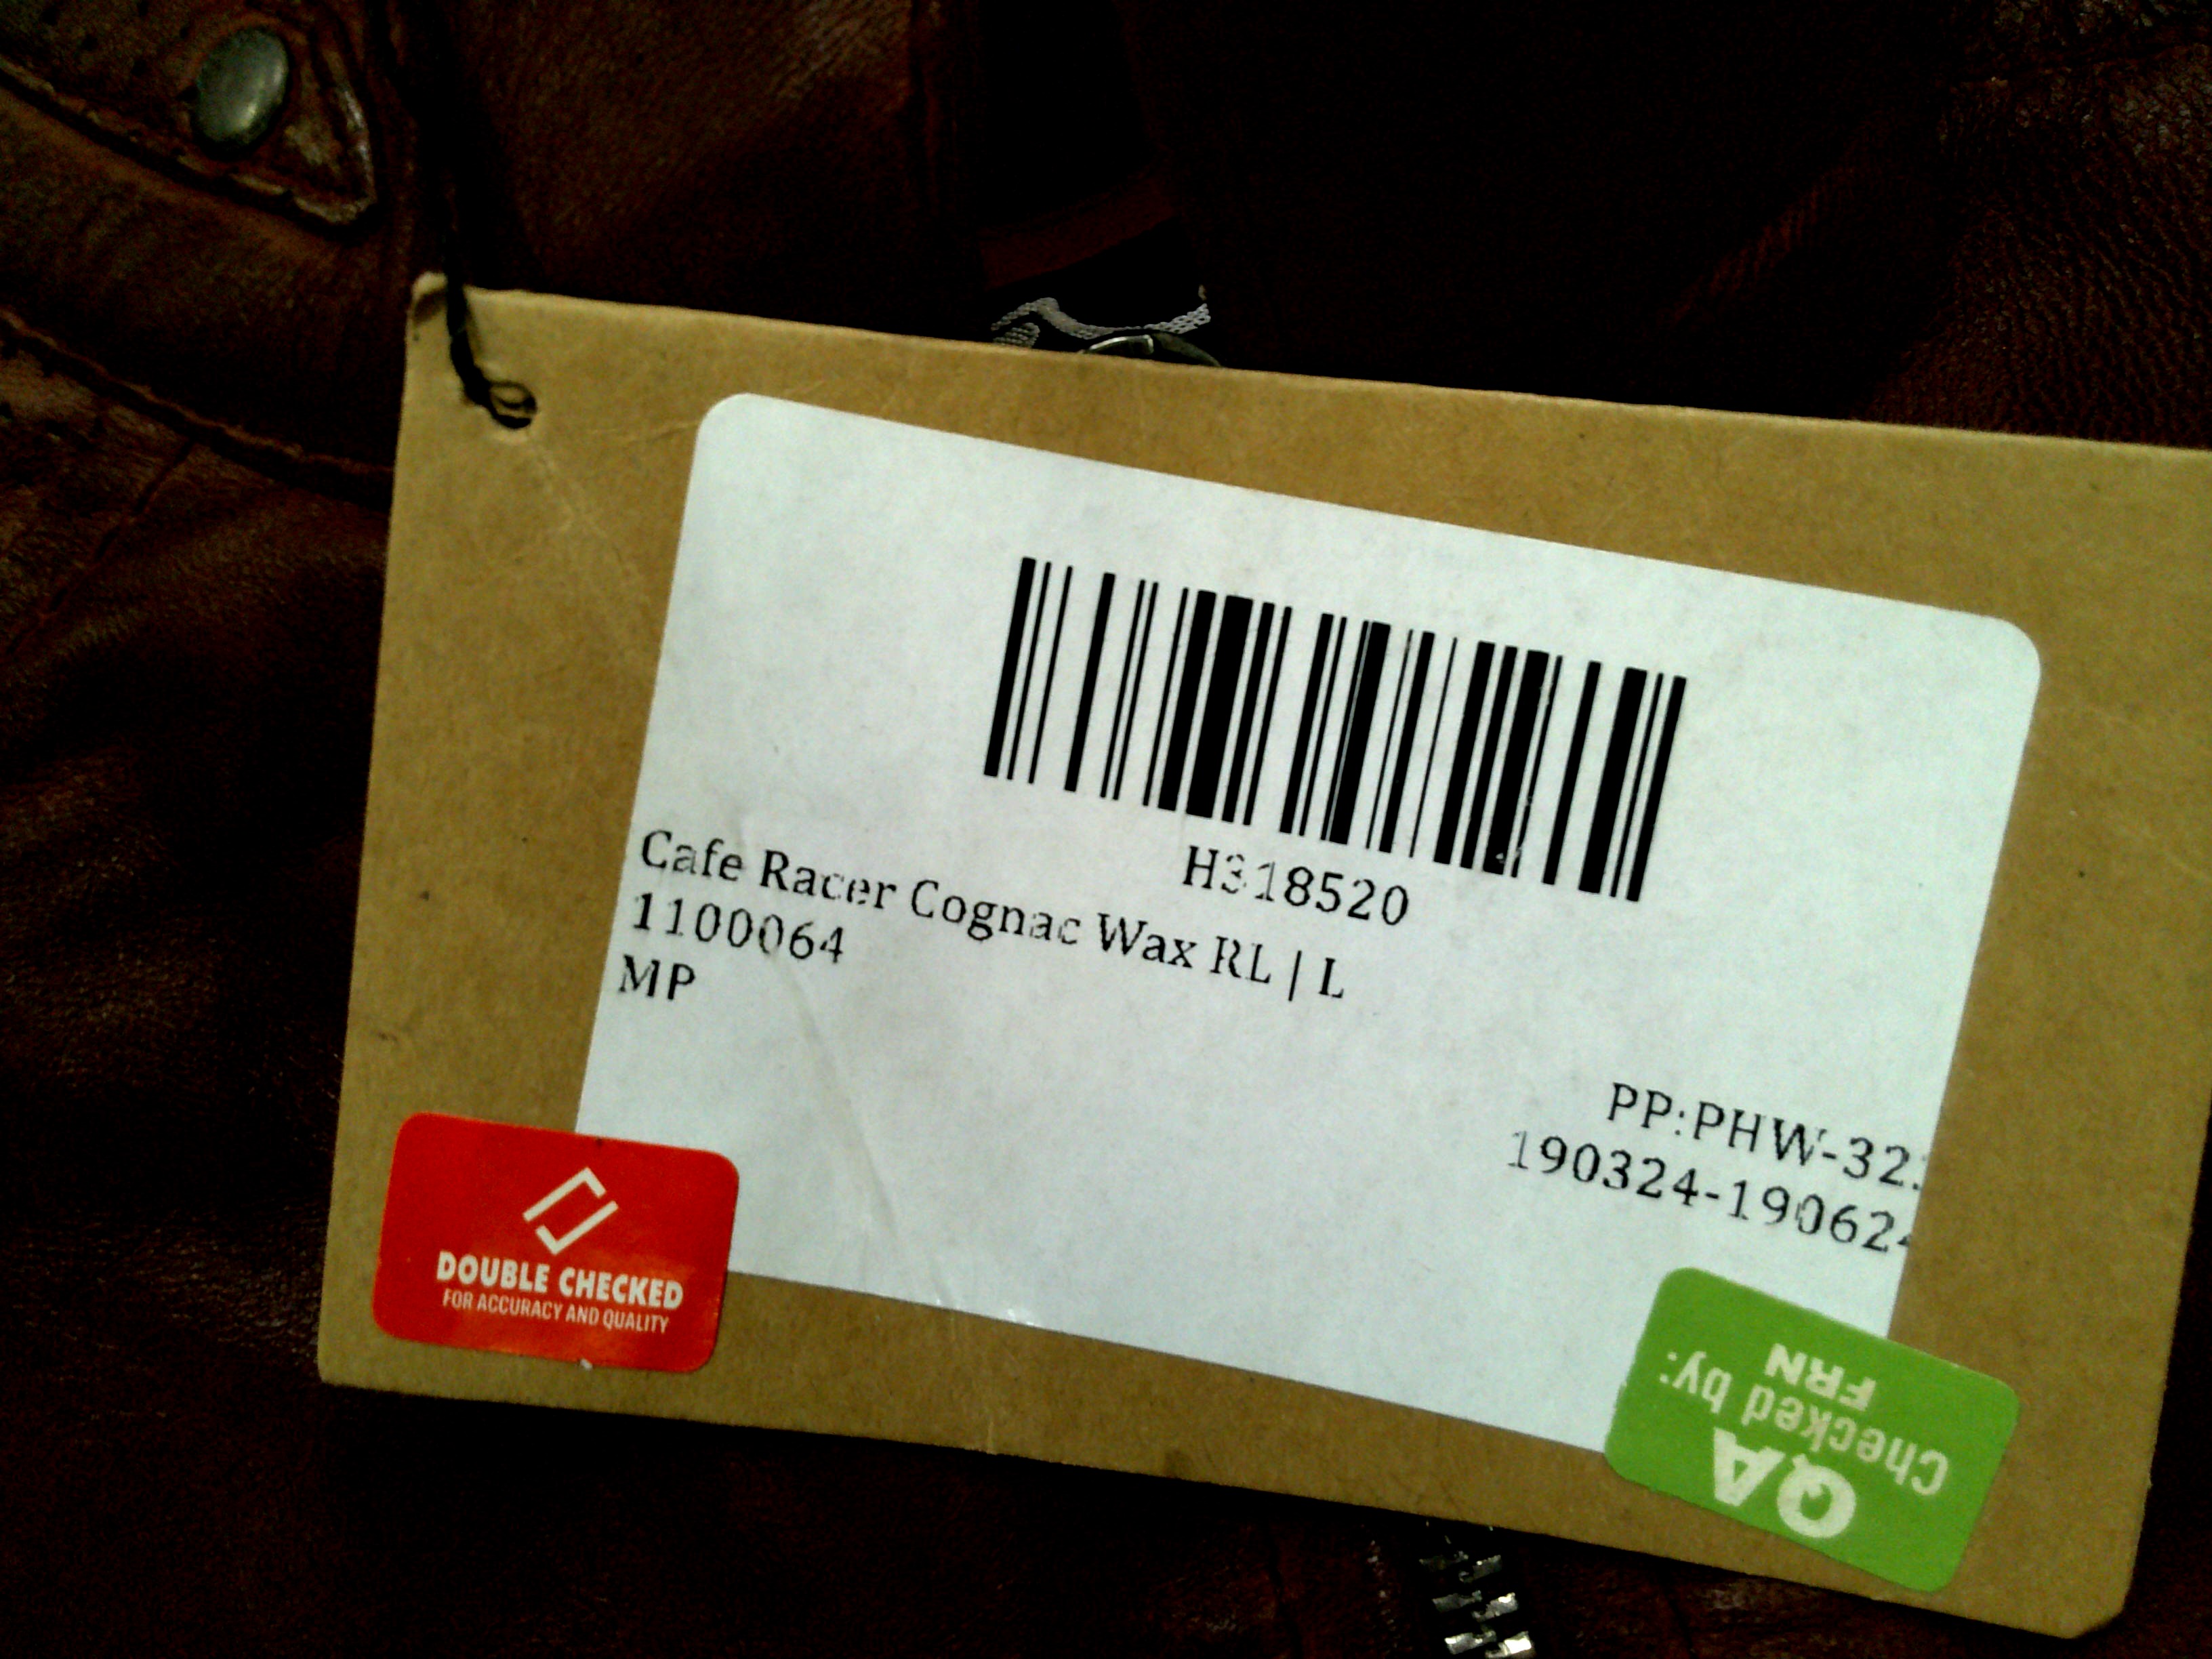 H318520
Cafe Racer Cognac Wax RL | L
1100064
MP
PP:PHW-32
190324-190624
DOUBLE CHECKED
FOR ACCURACY AND QUALITY
QA
Checked by:
FRN